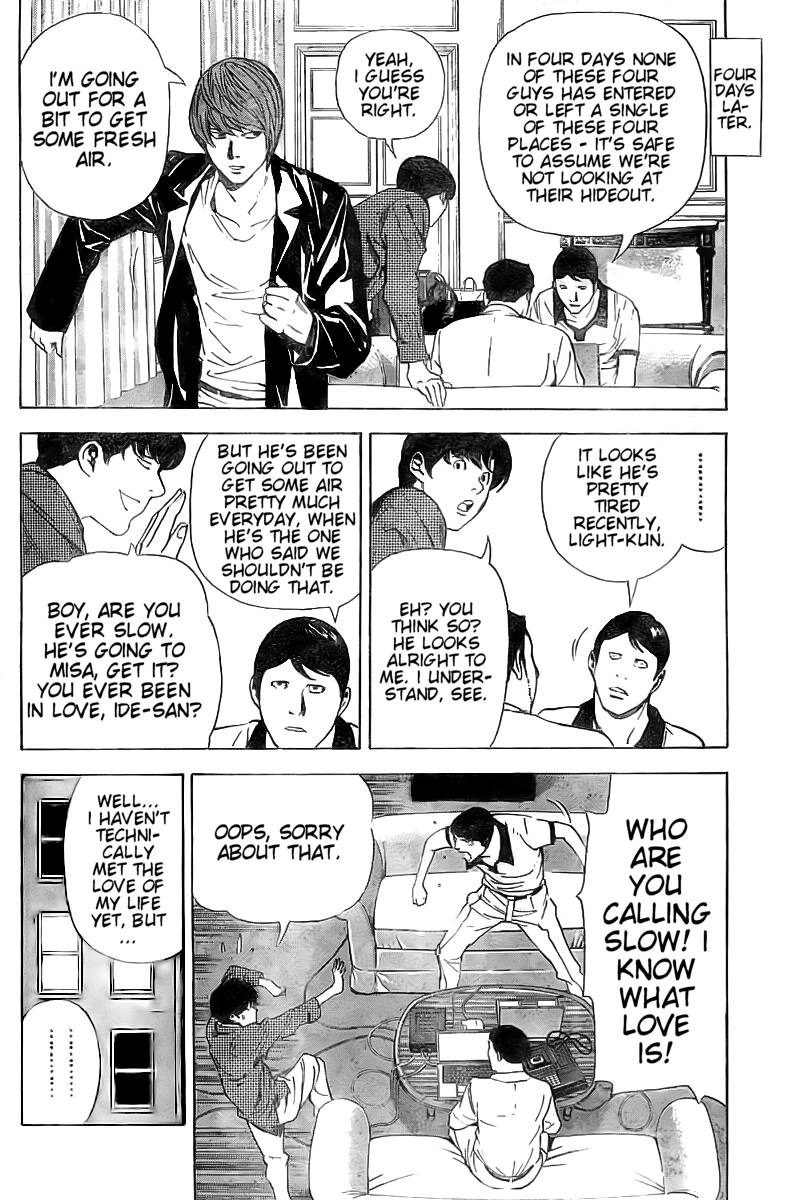 FOUR
DAYS
LA-
TER.
IN FOUR DAYS NONE
OF THESE FOUR
GUYS HAS ENTERED
OR LEFT A SINGLE
OF THESE FOUR
PLACES - IT'S SAFE
TO ASSUME WE'RE
NOT LOOKING AT
THEIR HIDEOUT.
YEAH,
I GUESS
YOU'RE
RIGHT.
I'M GOING
OUT FOR A
BIT TO GET
SOME FRESH
AIR.
.........
IT LOOKS
LIKE HE'S
PRETTY
TIRED
RECENTLY,
LIGHT-KUN.
EH? YOU
THINK SO?
HE LOOKS
ALRIGHT TO
ME. I UNDER-
STAND, SEE.
BUT HE'S BEEN
GOING OUT TO
GET SOME AIR
PRETTY MUCH
EVERYDAY, WHEN
HE'S THE ONE
WHO SAID WE
SHOULDN'T BE
DOING THAT.
BOY, ARE YOU
EVER SLOW.
HE'S GOING TO
MISA, GET IT?
YOU EVER BEEN
IN LOVE, IDE-SAN?
WHO
ARE
YOU
CALLING
SLOW! I
KNOW
WHAT
LOVE
IS!
OOPS, SORRY
ABOUT THAT.
WELL...
I HAVEN'T
TECHNI-
CALLY
MET THE
LOVE OF
MY LIFE
YET, BUT
...
.........